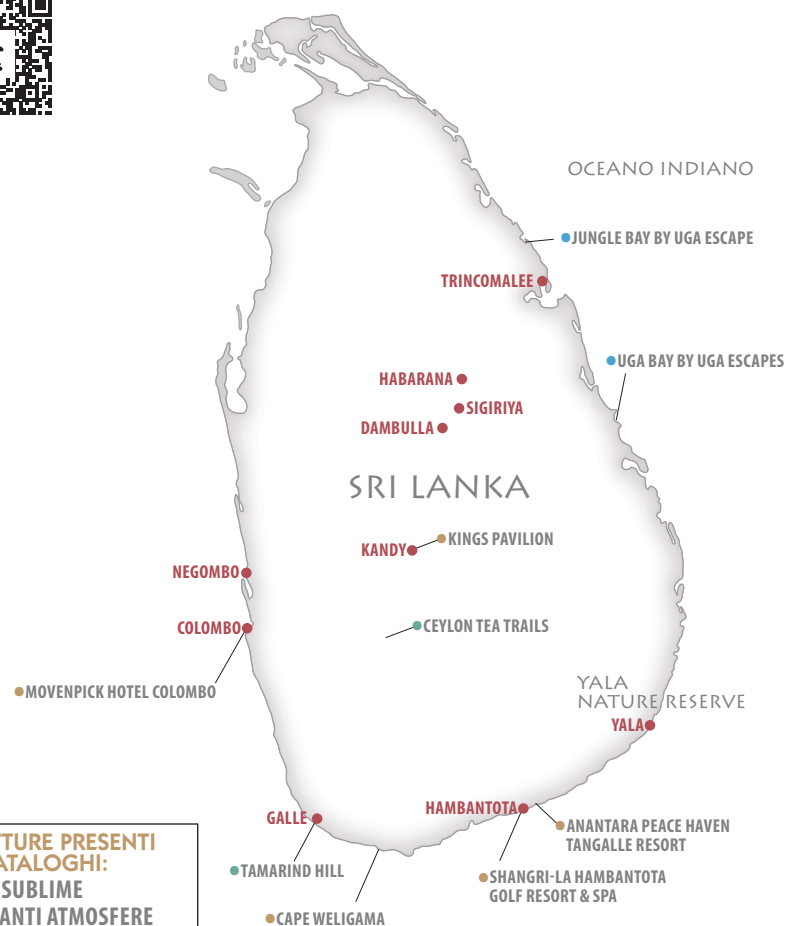 OCEANO INDIANO
JUNGLE BAY BY UGA ESCAPE
TRINCOMALEE
UGA BAY BY UGA ESCAPES
HABARANA
SIGIRIYA
DAMBULLA
SRI LANKA
KINGS PAVILION
KANDY
NEGOMBO
COLOMBO
CEYLON TEA TRAILS
YALA
NATURE RESERVE
MOVENPICK HOTEL COLOMBO
YALA
HAMBANTOTA
GALLE
ANANTARA PEACE HAVEN
TANGALLE RESORT
TAMARIND HILL
SHANGRI-LA HAMBANTOTA
GOLF RESORT & SPA
CAPE WELIGAMA
PRESENTI
SUBLIME
ATMOSFERE